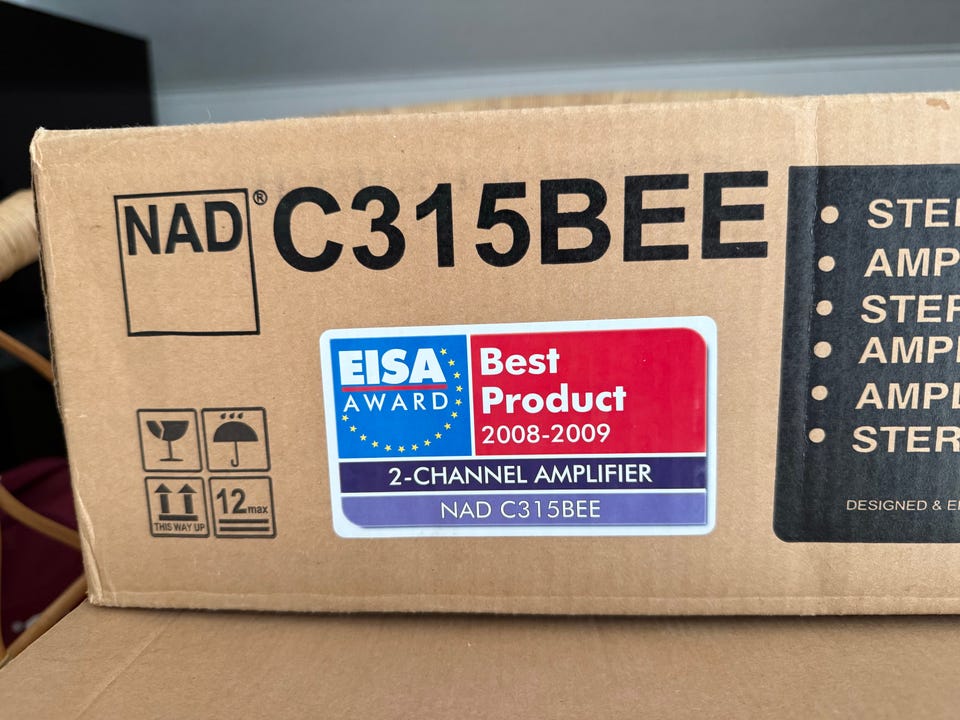 NAD® C315BEE
EISA
AWARD
Best
Product
2008-2009
2-CHANNEL AMPLIFIER
NAD C315BEE
THIS WAY UP
12max
DESIGNED &